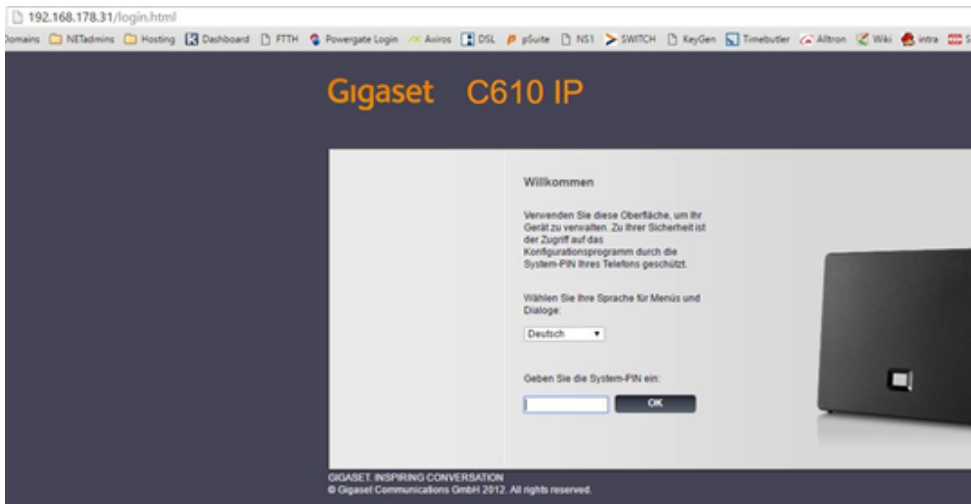 192.168.178.31/login.html
Domains NETadmins Hosting Dashboard FTTH Powergate Login Axiros DSL pSuite NS1 SWITCH KeyGen Timebutler Alltron Wiki intra
Gigaset C610 IP
Willkommen
Verwenden Sie diese Oberfläche, um Ihr
Gerät zu verwalten. Zu Ihrer Sicherheit ist
der Zugriff auf das
Konfigurationsprogramm durch die
System-PIN Ihres Telefons geschützt.
Wählen Sie Ihre Sprache für Menüs und
Dialoge:
Deutsch
Geben Sie die System-PIN ein:
OK
GIGASET. INSPIRING CONVERSATION
© Gigaset Communications GmbH 2012. All rights reserved.